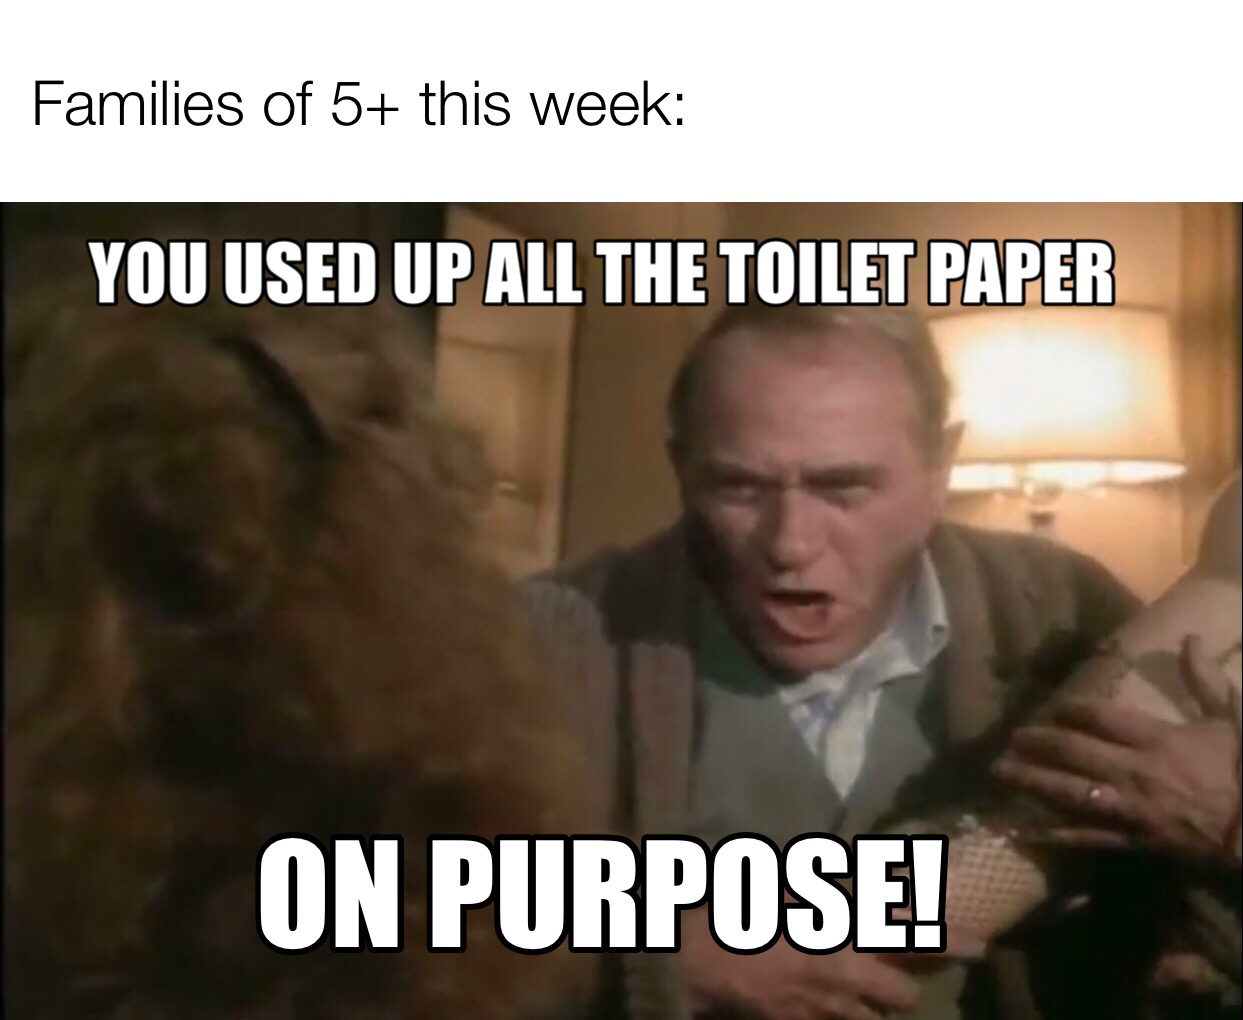 Families of 5+ this week:
YOU USED UP ALL THE TOILET PAPER
ON PURPOSE!